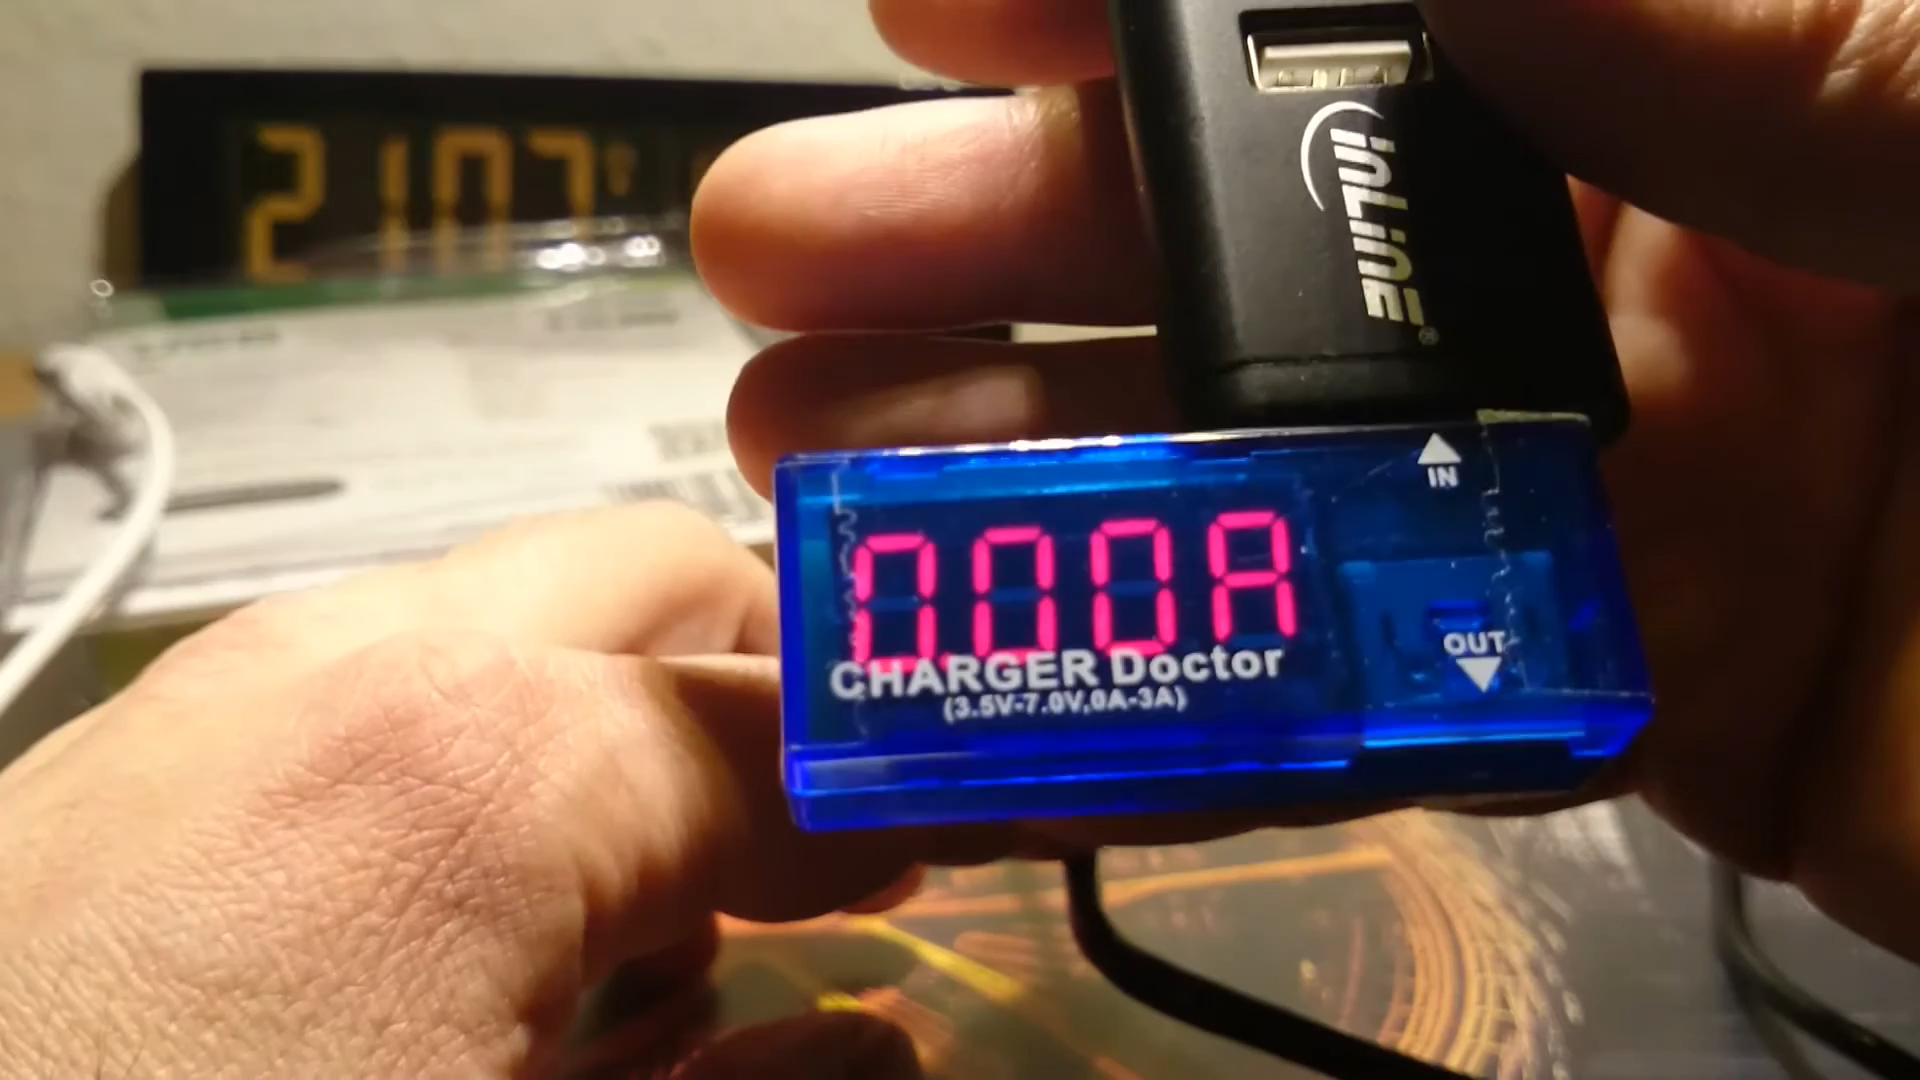 2107
inLine®
IN
0.00A
OUT
CHARGER Doctor
(3.5V-7.0V,0A-3A)